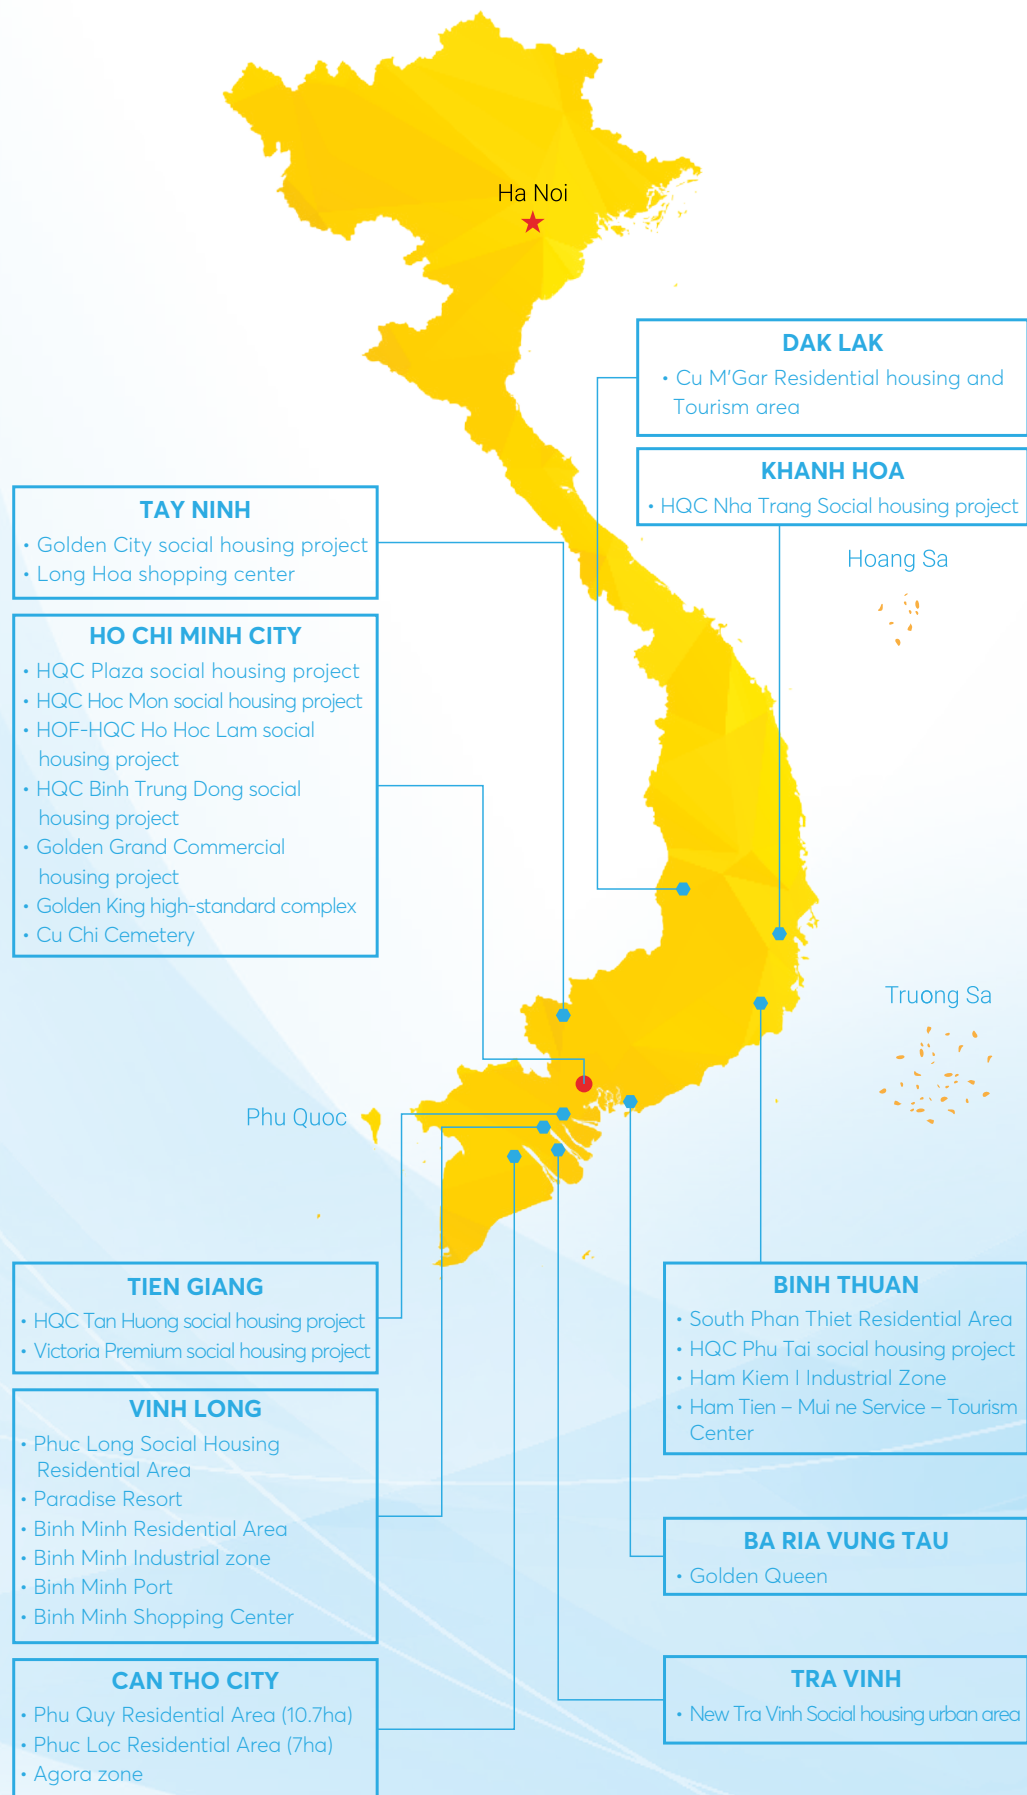 Ha Noi
DAK LAK
• Cu M'Gar Residential housing and
Tourism area
KHANH HOA
• HQC Nha Trang Social housing project
Hoang Sa
TAY NINH
• Golden City social housing project
• Long Hoa shopping center
HO CHI MINH CITY
• HQC Plaza social housing project
• HQC Hoc Mon social housing project
• HOF-HQC Ho Hoc Lam social
housing project
• HQC Binh Trung Dong social
housing project
• Golden Grand Commercial
housing project
• Golden King high-standard complex
• Cu Chi Cemetery
Truong Sa
Phu Quoc
TIEN GIANG
• HQC Tan Huong social housing project
• Victoria Premium social housing project
VINH LONG
• Phuc Long Social Housing
Residential Area
• Paradise Resort
• Binh Minh Residential Area
• Binh Minh Industrial zone
• Binh Minh Port
• Binh Minh Shopping Center
CAN THO CITY
• Phu Quy Residential Area (10.7ha)
• Phuc Loc Residential Area (7ha)
• Agora zone
BINH THUAN
• South Phan Thiet Residential Area
• HQC Phu Tai social housing project
• Ham Kiem I Industrial Zone
• Ham Tien – Mui ne Service – Tourism
Center
BA RIA VUNG TAU
• Golden Queen
TRA VINH
• New Tra Vinh Social housing urban area